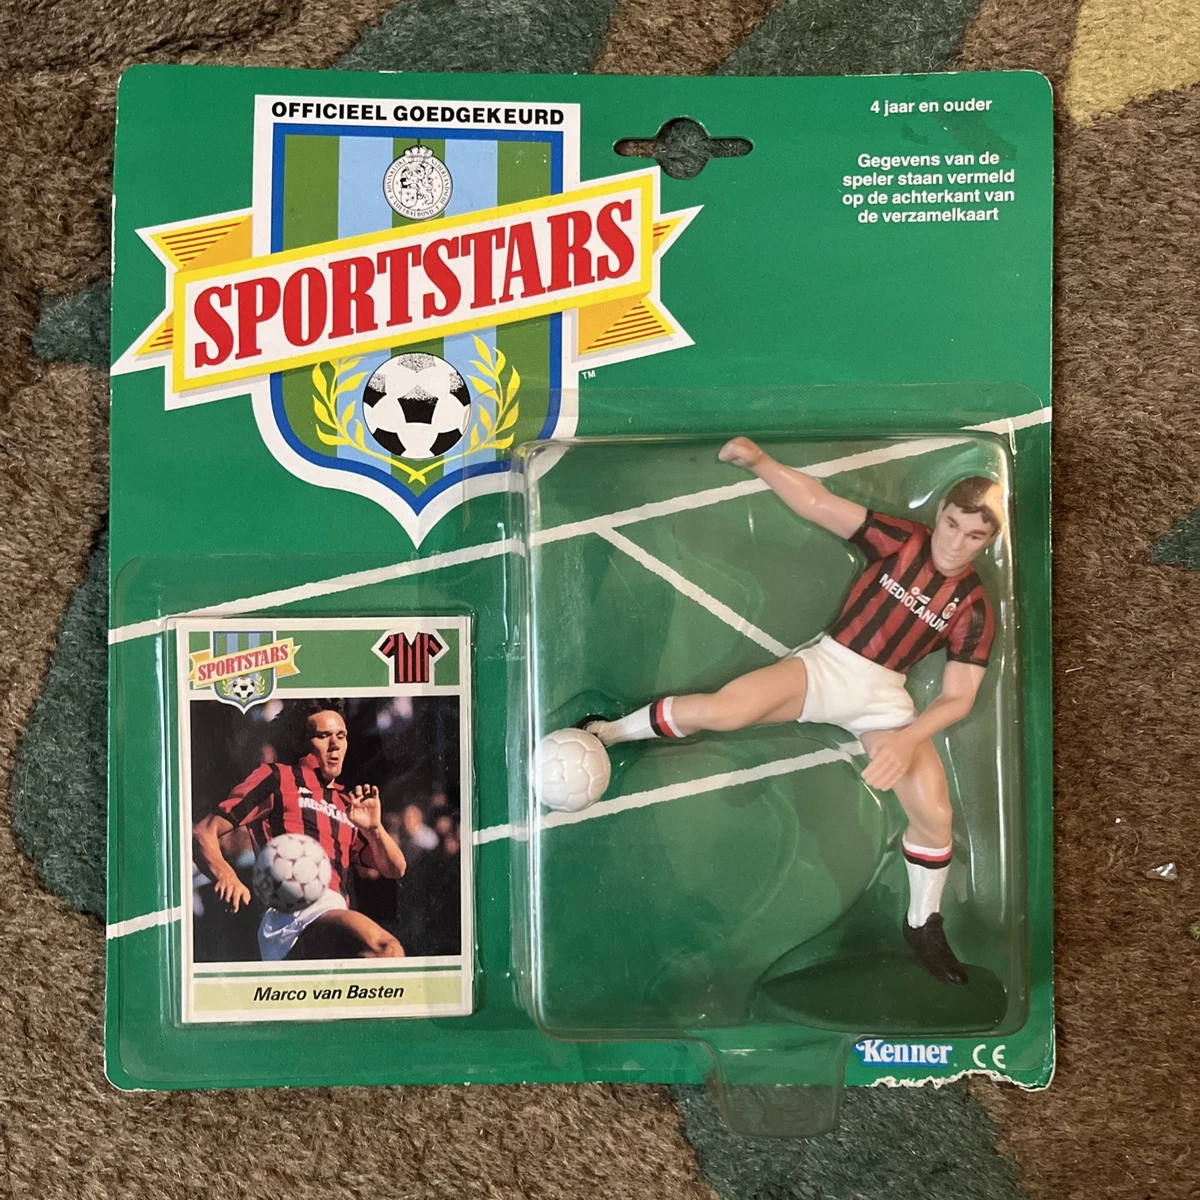 OFFICIEEL GOEDGEKEURD
SPORTSTARS
TM
4 jaar en ouder
Gegevens van de
speler staan vermeld
op de achterkant van
de verzamelkaart
MEDIOLANUM
SPORTSTARS
Marco van Basten
Kenner CE